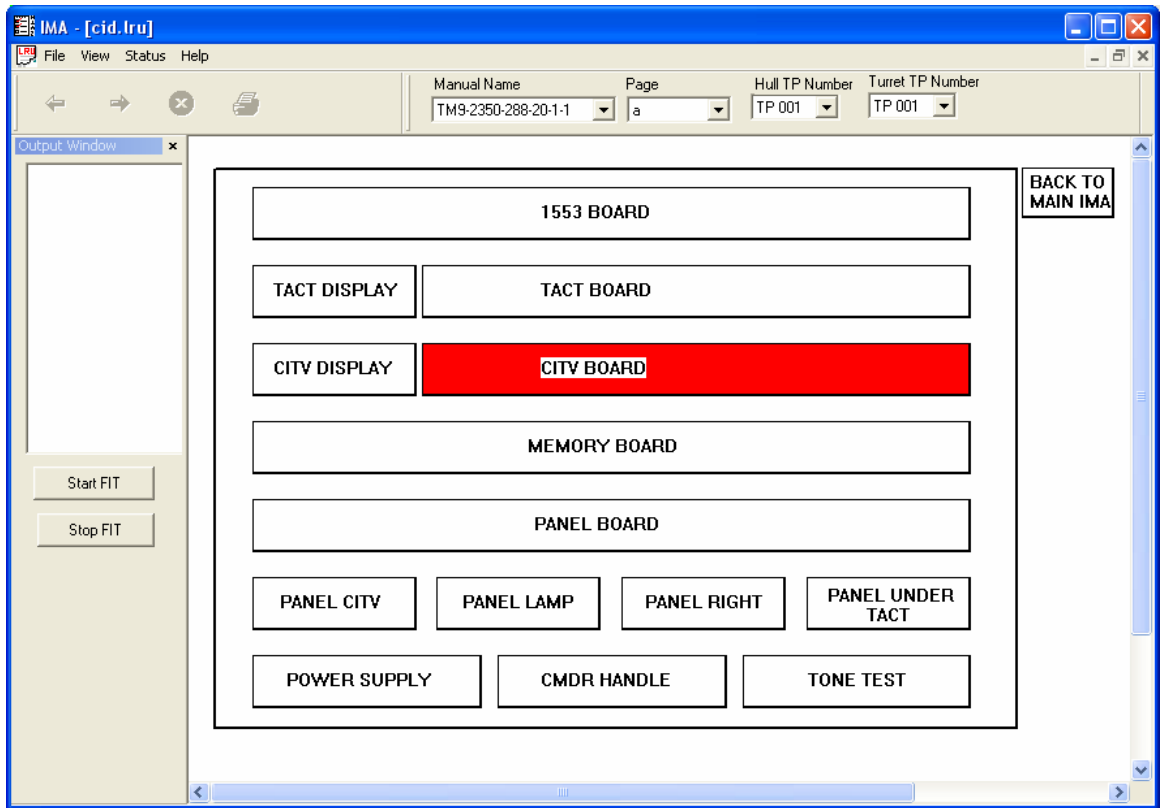 IMA - [cid.lru]
File View Status Help
Manual Name Page Hull TP Number Turret TP Number
TM9-2350-288-20-1-1 a TP 001 TP 001
Output Window
BACK TO
MAIN IMA
1553 BOARD
TACT DISPLAY TACT BOARD
CITV DISPLAY CITV BOARD
MEMORY BOARD
Start FIT
Stop FIT
PANEL BOARD
PANEL CITV PANEL LAMP PANEL RIGHT PANEL UNDER
TACT
POWER SUPPLY CMDR HANDLE TONE TEST